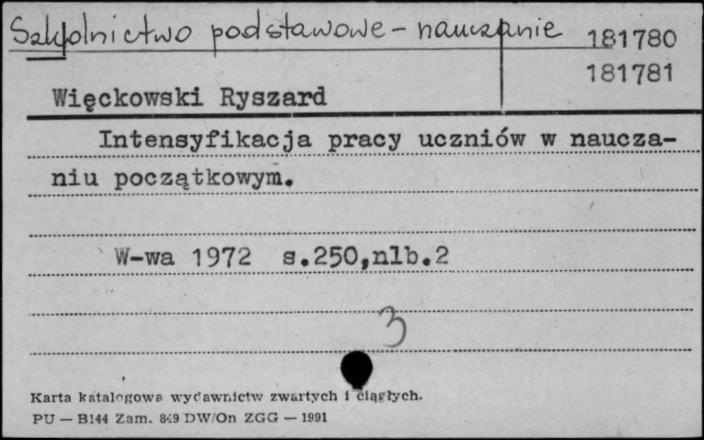 Szkolnictwo podstawowe – nauczanie
181780
181781
Więckowski Ryszard
Intensyfikacja pracy uczniów w naucza-
niu początkowym.
W-wa 1972 s.250,nlb.2
3
Karta katalogowa wydawnictw zwartych i ciągłych.
PU — B144 Zam. 849 DW/On ZGG — 1991